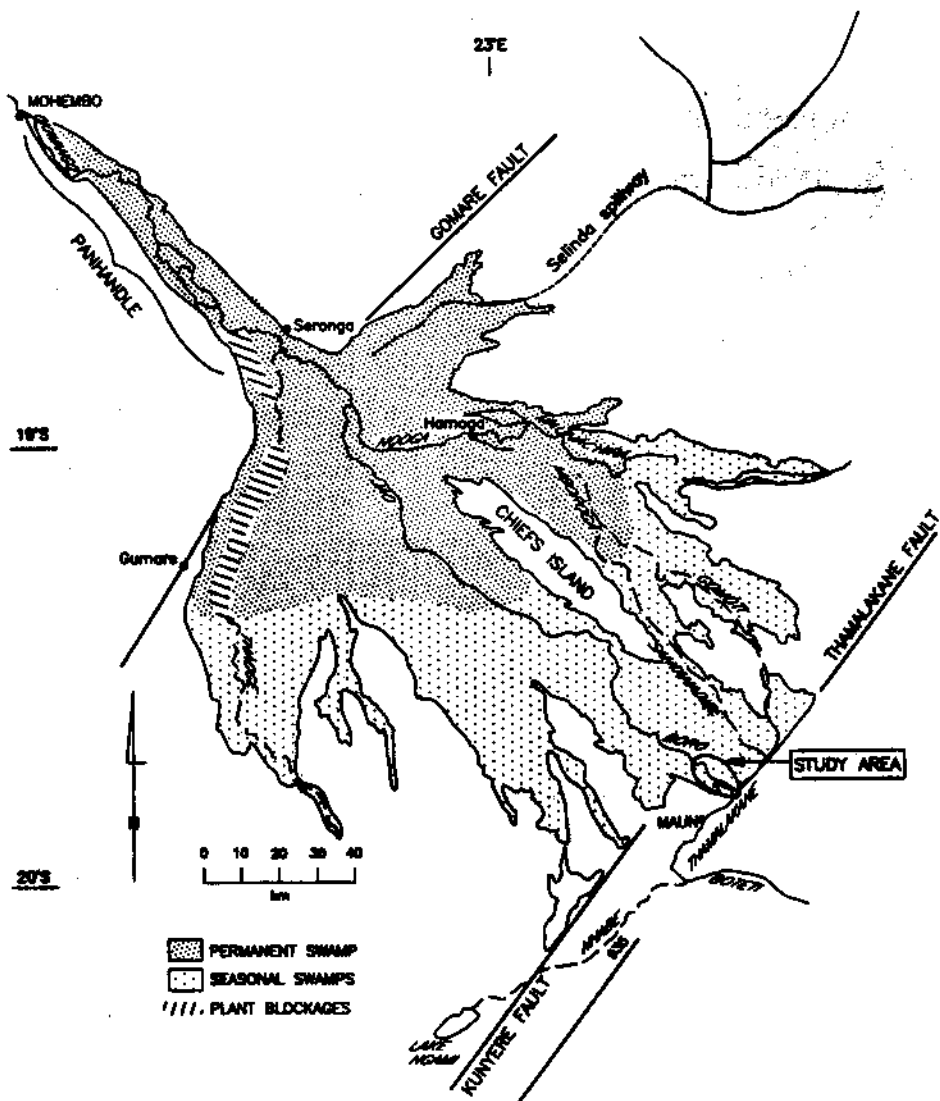 23°E
MOHEMBO
GOMARE FAULT
Selinda spillway
PANHANDLE
Seronga
19°S
CHIEFS ISLAND
Gumare
THAMALAKANE FAULT
BORO
STUDY AREA
MAUN
THAMALAKANE
BOTETI
0 10 20 30 40
km
20°S
PERMANENT SWAMP
SEASONAL SWAMPS
PLANT BLOCKAGES
LAKE
NGAMI
KUNYERE FAULT